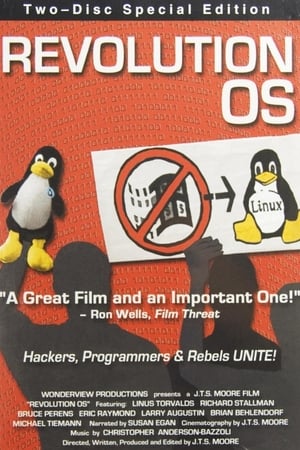 Two-Disc Special Edition
REVOLUTION
OS
Linux
"A Great Film and an Important One!"
– Ron Wells, Film Threat
Hackers, Programmers & Rebels UNITE!
WONDERVIEW PRODUCTIONS presents a J.T.S. MOORE FILM
"REVOLUTION OS" Featuring: LINUS TORVALDS RICHARD STALLMAN
BRUCE PERENS ERIC RAYMOND LARRY AUGUSTIN BRIAN BEHLENDORF
MICHAEL TIEMANN Narrated by SUSAN EGAN Cinematography by J.T.S. MOORE
Music by CHRISTOPHER ANDERSON-BAZZOLI
Directed, Written, Produced and Edited by J.T.S. MOORE